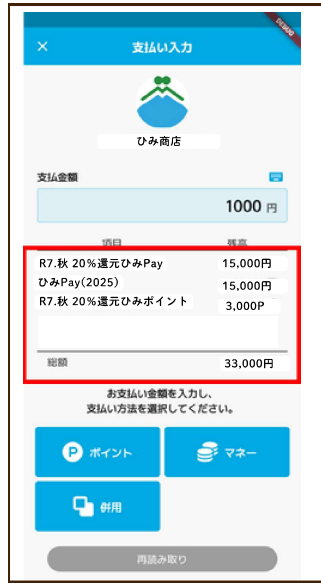 DEBUG
× 支払い入力
ひみ商店
支払金額
1000 円
項目 残高
R7.秋 20%還元ひみPay 15,000円
ひみPay(2025) 15,000円
R7.秋 20%還元ひみポイント 3,000P
総額 33,000円
お支払い金額を入力し、
支払い方法を選択してください。
P ポイント マネー
併用
再読み取り